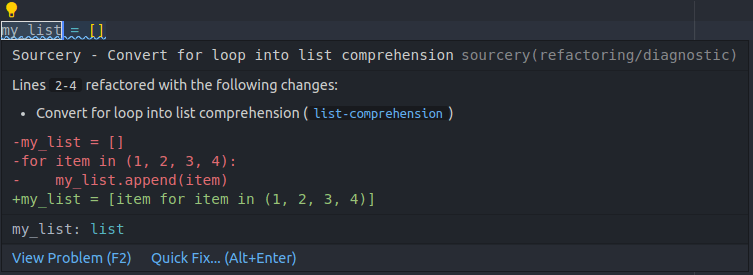 my_list = []
Sourcery - Convert for loop into list comprehension sourcery(refactoring/diagnostic)
Lines 2-4 refactored with the following changes:
• Convert for loop into list comprehension ( list-comprehension )
-my_list = []
-for item in (1, 2, 3, 4):
-    my_list.append(item)
+my_list = [item for item in (1, 2, 3, 4)]
my_list: list
View Problem (F2) Quick Fix... (Alt+Enter)